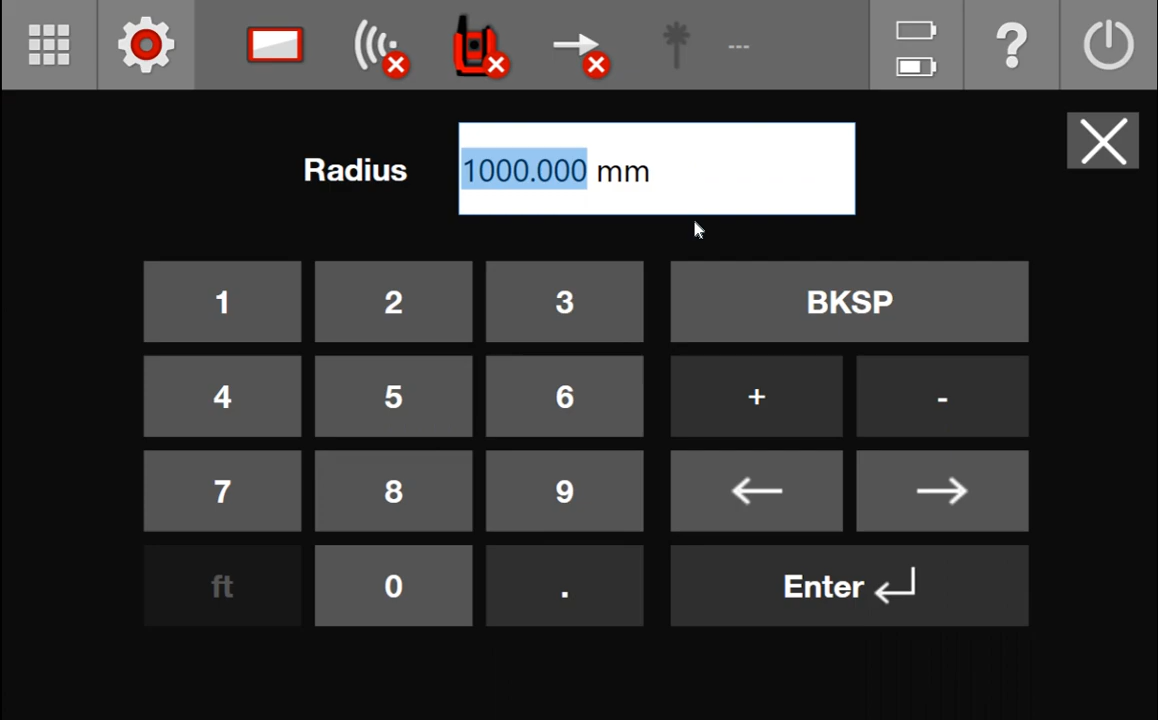 ---
?
Radius 1000.000 mm
1 2 3 BKSP
4 5 6 + -
7 8 9
ft 0 . Enter